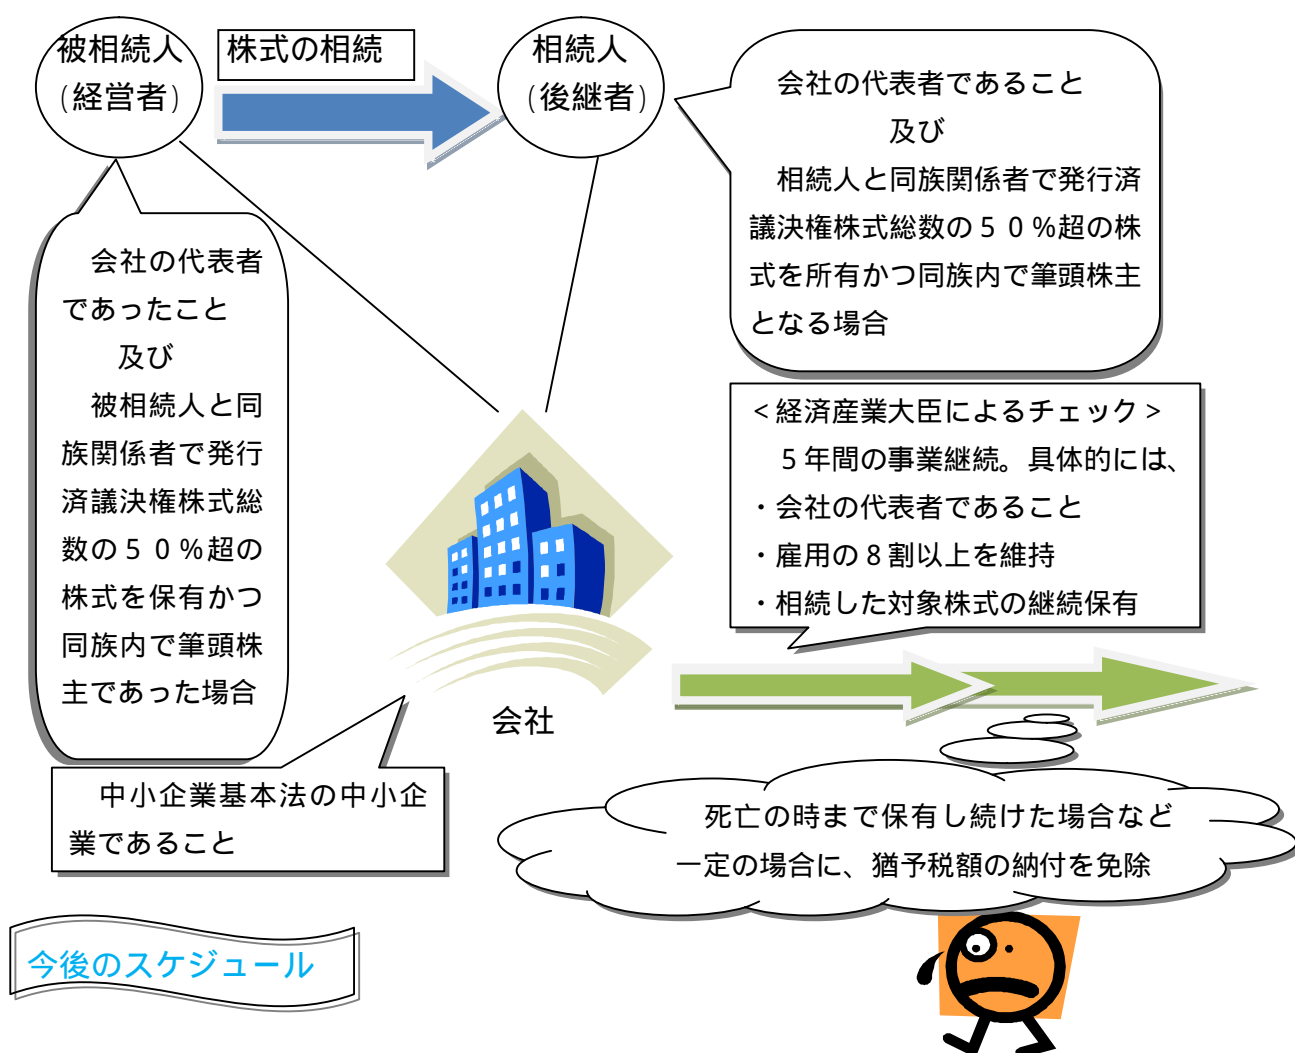 被相続人
(経営者)
株式の相続
相続人
(後継者)
会社の代表者であること
及び
相続人と同族関係者で発行済
議決権株式総数の50%超の株
式を所有かつ同族内で筆頭株主
となる場合
会社の代表者
であったこと
及び
被相続人と同
族関係者で発行
済議決権株式総
数の50%超の
株式を保有かつ
同族内で筆頭株
主であった場合
<経済産業大臣によるチェック>
5年間の事業継続。具体的には、
・会社の代表者であること
・雇用の8割以上を維持
・相続した対象株式の継続保有
会社
中小企業基本法の中小企
業であること
死亡の時まで保有し続けた場合など
一定の場合に、猶予税額の納付を免除
今後のスケジュール